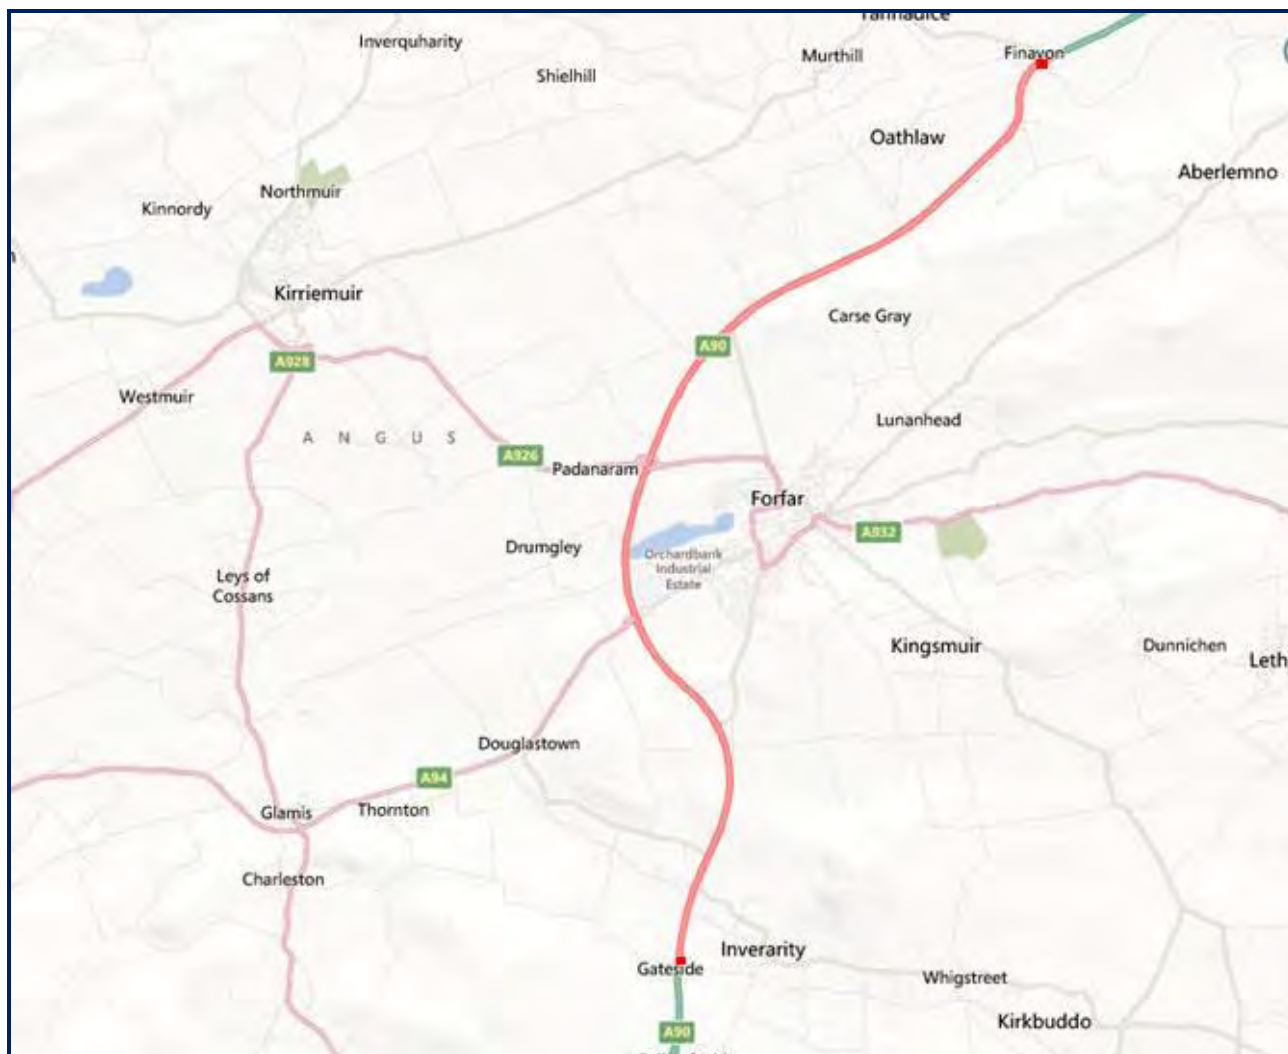 Tannadice
Inverquharity
Finavon
Murthill
Shielhill
Oathlaw
Aberlemno
Northmuir
Kinnordy
Kirriemuir
Carse Gray
A90
A928
Westmuir
Lunanhead
A N G U S
A926
Padanaram
Forfar
A932
Drumgley
Orchardbank
Industrial
Estate
Leys of
Cossans
Kingsmuir
Dunnichen
Leth
Douglastown
A94
Glamis
Thornton
Charleston
Inverarity
Gateside
Whigstreet
Kirkbuddo
A90